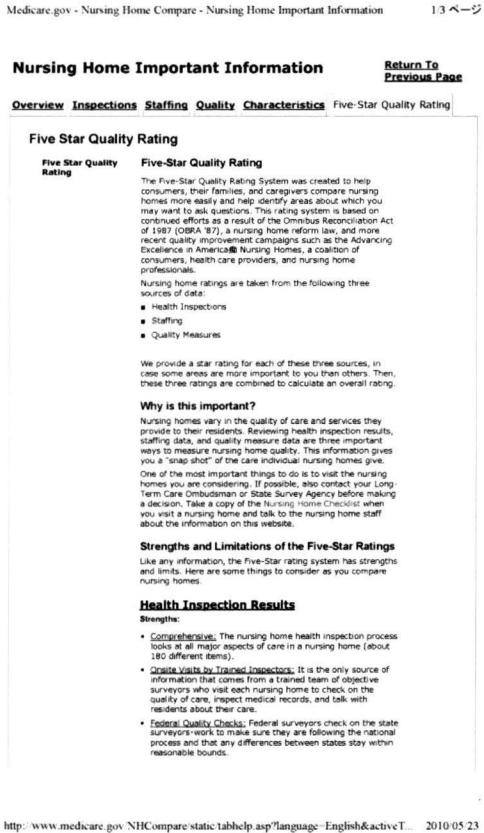 Medicare.gov - Nursing Home Compare - Nursing Home Important Information 1/3 ページ
Nursing Home Important Information
Return To
Previous Page
Overview Inspections Staffing Quality Characteristics Five-Star Quality Rating
Five Star Quality Rating
Five Star Quality
Rating
Five-Star Quality Rating
The Five-Star Quality Rating System was created to help
consumers, their families, and caregivers compare nursing
homes more easily and help identify areas about which you
may want to ask questions. This rating system is based on
continued efforts as a result of the Omnibus Reconciliation Act
of 1987 (OBRA '87), a nursing home reform law, and more
recent quality improvement campaigns such as the Advancing
Excellence in America Nursing Homes, a coalition of
consumers, health care providers, and nursing home
professionals.
Nursing home ratings are taken from the following three
sources of data:
■ Health Inspections
■ Staffing
■ Quality Measures
We provide a star rating for each of these three sources, in
case some areas are more important to you than others. Then,
these three ratings are combined to calculate an overall rating.
Why is this important?
Nursing homes vary in the quality of care and services they
provide to their residents. Reviewing health inspection results,
staffing data, and quality measure data are three important
ways to measure nursing home quality. This information gives
you a "snap shot" of the care individual nursing homes give.
One of the most important things to do is to visit the nursing
homes you are considering. If possible, also contact your Long-
Term Care Ombudsman or State Survey Agency before making
a decision. Take a copy of the Nursing Home Checklist when
you visit a nursing home and talk to the nursing home staff
about the information on this website.
Strengths and Limitations of the Five-Star Ratings
Like any information, the Five-Star rating system has strengths
and limits. Here are some things to consider as you compare
nursing homes.
Health Inspection Results
Strengths:
• Comprehensive: The nursing home health inspection process
looks at all major aspects of care in a nursing home (about
180 different items).
• Onsite Visits by Trained Inspectors: It is the only source of
information that comes from a trained team of objective
surveyors who visit each nursing home to check on the
quality of care, inspect medical records, and talk with
residents about their care.
• Federal Quality Checks: Federal surveyors check on the state
surveyors-work to make sure they are following the national
process and that any differences between states stay within
reasonable bounds.
http://www.medicare.gov/NHCompare/static/tabhelp.asp?language=English&activeT... 2010/05/23